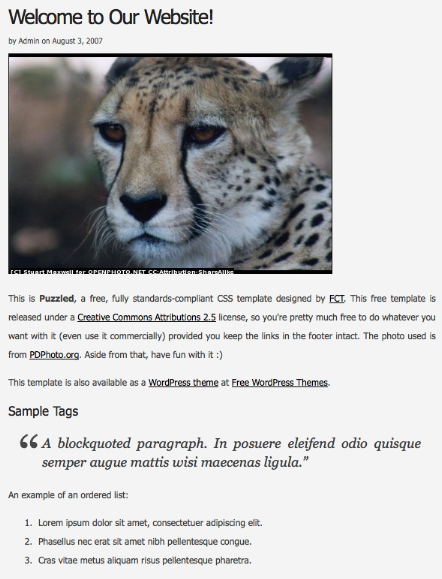 Welcome to Our Website!
by Admin on August 3, 2007
[C] Stuart Maxwell for OPENPHOTO.NET CC:Attribution-ShareAlike
This is Puzzled, a free, fully standards-compliant CSS template designed by FCT. This free template is
released under a Creative Commons Attributions 2.5 license, so you're pretty much free to do whatever you
want with it (even use it commercially) provided you keep the links in the footer intact. The photo used is
from PDPhoto.org. Aside from that, have fun with it :)
This template is also available as a WordPress theme at Free WordPress Themes.
Sample Tags
“A blockquoted paragraph. In posuere eleifend odio quisque
semper augue mattis wisi maecenas ligula.”
An example of an ordered list:
1. Lorem ipsum dolor sit amet, consectetuer adipiscing elit.
2. Phasellus nec erat sit amet nibh pellentesque congue.
3. Cras vitae metus aliquam risus pellentesque pharetra.